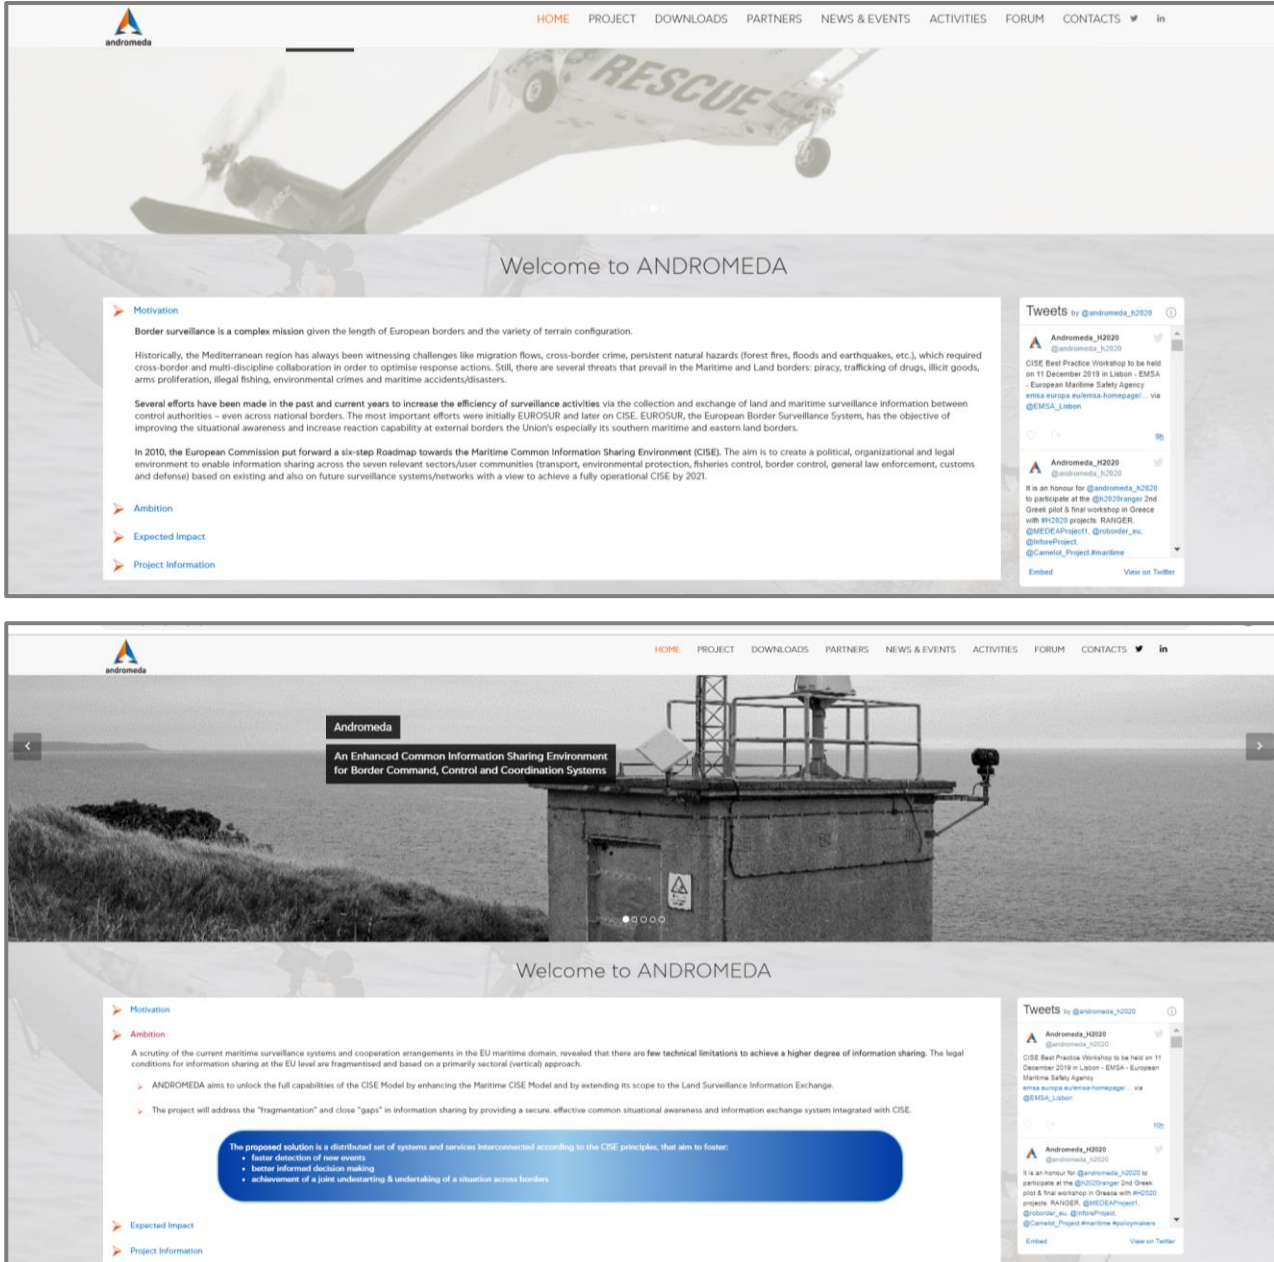 andromeda
HOME PROJECT DOWNLOADS PARTNERS NEWS & EVENTS ACTIVITIES FORUM CONTACTS in
RESCUE
Welcome to ANDROMEDA
Motivation
Border surveillance is a complex mission given the length of European borders and the variety of terrain configuration.
Historically, the Mediterranean region has always been witnessing challenges like migration flows, cross-border crime, persistent natural hazards (forest fires, floods and earthquakes, etc.), which required
cross-border and multi-discipline collaboration in order to optimise response actions. Still, there are several threats that prevail in the Maritime and Land borders: piracy, trafficking of drugs, illicit goods,
arms proliferation, illegal fishing, environmental crimes and maritime accidents/disasters.
Several efforts have been made in the past and current years to increase the efficiency of surveillance activities via the collection and exchange of land and maritime surveillance information between
control authorities – even across national borders. The most important efforts were initially EUROSUR and later on CISE. EUROSUR, the European Border Surveillance System, has the objective of
improving the situational awareness and increase reaction capability at external borders the Union's especially its southern maritime and eastern land borders.
In 2010, the European Commission put forward a six-step Roadmap towards the Maritime Common Information Sharing Environment (CISE). The aim is to create a political, organizational and legal
environment to enable information sharing across the seven relevant sectors/user communities (transport, environmental protection, fisheries control, border control, general law enforcement, customs
and defense) based on existing and also on future surveillance systems/networks with a view to achieve a fully operational CISE by 2021.
Ambition
Expected Impact
Project Information
Tweets by @andromeda_h2020
Andromeda_H2020
@andromeda_h2020
CISE Best Practice Workshop to be held
on 11 December 2019 in Lisbon - EMSA
- European Maritime Safety Agency
emsa.europa.eu/emsa-homepage/... via
@EMSA_Lisbon
9h
Andromeda_H2020
@andromeda_h2020
It is an honour for @andromeda_h2020
to participate at the @h2020ranger 2nd
Greek pilot & final workshop in Greece
with #H2020 projects: RANGER,
@MEDEAProject1, @roborder_eu,
@InforeProject,
@Camelot_Project.#maritime
Embed View on Twitter
andromeda
HOME PROJECT DOWNLOADS PARTNERS NEWS & EVENTS ACTIVITIES FORUM CONTACTS in
Andromeda
An Enhanced Common Information Sharing Environment
for Border Command, Control and Coordination Systems
Welcome to ANDROMEDA
Motivation
Ambition
A scrutiny of the current maritime surveillance systems and cooperation arrangements in the EU maritime domain, revealed that there are few technical limitations to achieve a higher degree of information sharing. The legal
conditions for information sharing at the EU level are fragmentised and based on a primarily sectoral (vertical) approach.
ANDROMEDA aims to unlock the full capabilities of the CISE Model by enhancing the Maritime CISE Model and by extending its scope to the Land Surveillance Information Exchange.
The project will address the "fragmentation" and close "gaps" in information sharing by providing a secure, effective common situational awareness and information exchange system integrated with CISE.
The proposed solution is a distributed set of systems and services interconnected according to the CISE principles, that aim to foster:
• faster detection of new events
• better informed decision making
• achievement of a joint undestarting & undertaking of a situation across borders
Expected Impact
Project Information
Tweets by @andromeda_h2020
Andromeda_H2020
@andromeda_h2020
CISE Best Practice Workshop to be held on 11
December 2019 in Lisbon - EMSA - European
Maritime Safety Agency
emsa.europa.eu/emsa-homepage/... via
@EMSA_Lisbon
10h
Andromeda_H2020
@andromeda_h2020
It is an honour for @andromeda_h2020 to
participate at the @h2020ranger 2nd Greek
pilot & final workshop in Greece with #H2020
projects: RANGER, @MEDEAProject1,
@roborder_eu, @InforeProject,
@Camelot_Project.#maritime #policymakers
Embed View on Twitter